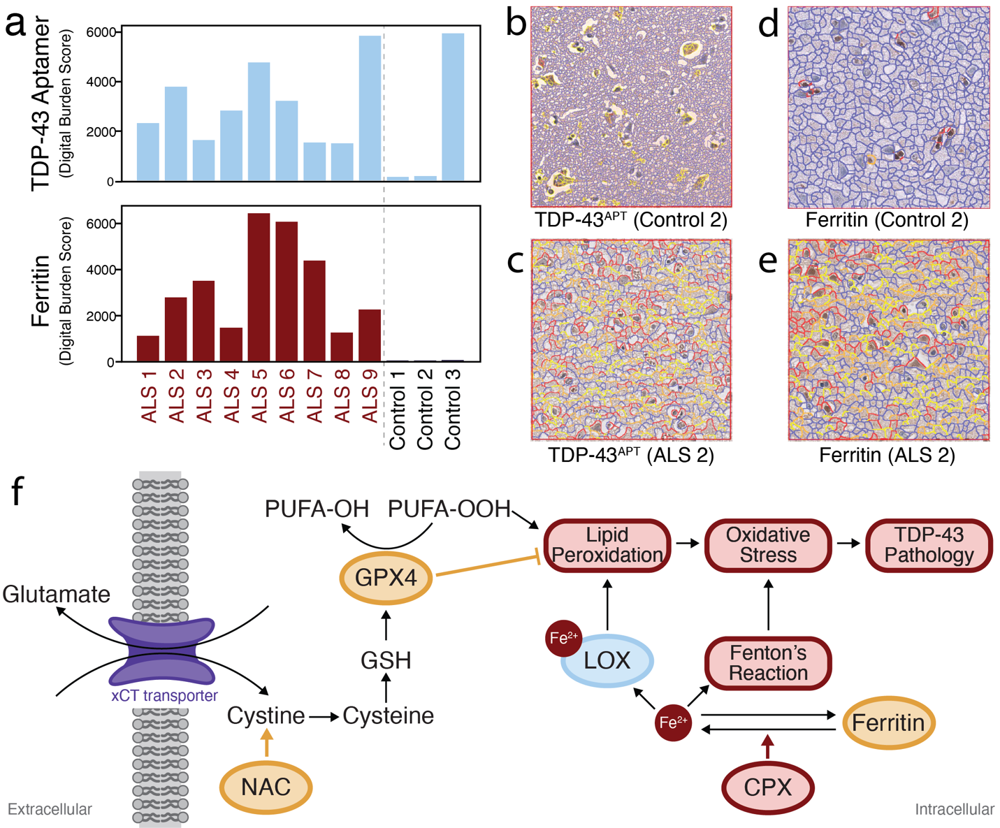 a
TDP-43 Aptamer
(Digital Burden Score)
6000
4000
2000
0
Ferritin
(Digital Burden Score)
6000
4000
2000
0
ALS 1
ALS 2
ALS 3
ALS 4
ALS 5
ALS 6
ALS 7
ALS 8
ALS 9
Control 1
Control 2
Control 3
b
TDP-43APT (Control 2)
d
Ferritin (Control 2)
c
TDP-43APT (ALS 2)
e
Ferritin (ALS 2)
f
PUFA-OH
PUFA-OOH
Lipid
Peroxidation
Oxidative
Stress
TDP-43
Pathology
GPX4
Glutamate
Fe2+
LOX
Fenton's
Reaction
GSH
xCT transporter
Cystine
Cysteine
Fe2+
Ferritin
NAC
CPX
Extracellular
Intracellular